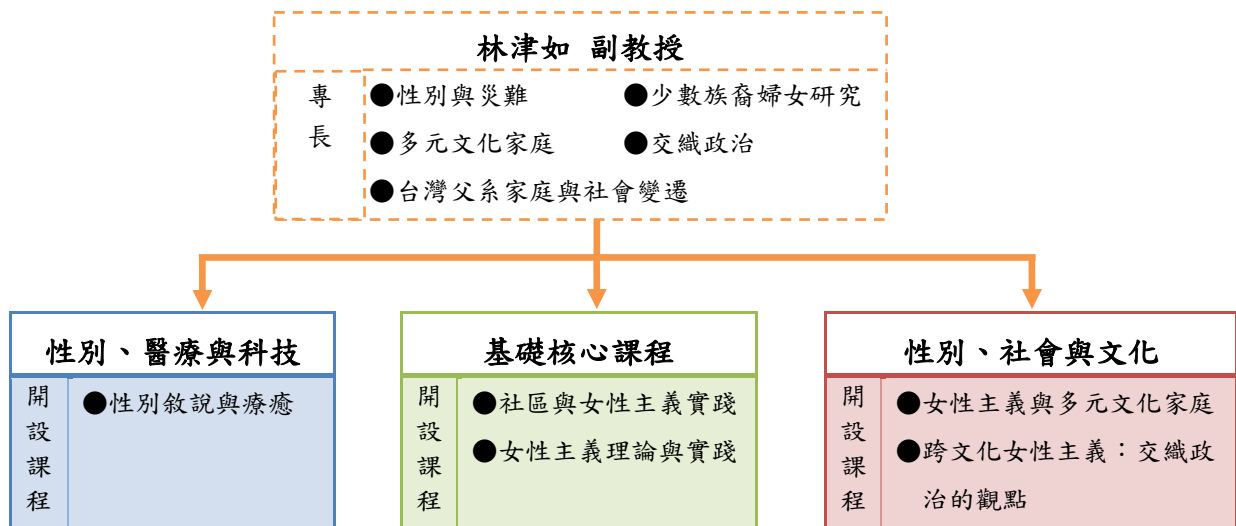 林津如 副教授
專長
●性別與災難 ●少數族裔婦女研究
●多元文化家庭 ●交織政治
●台灣父系家庭與社會變遷
性別、醫療與科技
開設課程
●性別敘說與療癒
基礎核心課程
開設課程
●社區與女性主義實踐
●女性主義理論與實踐
性別、社會與文化
開設課程
●女性主義與多元文化家庭
●跨文化女性主義：交織政
治的觀點